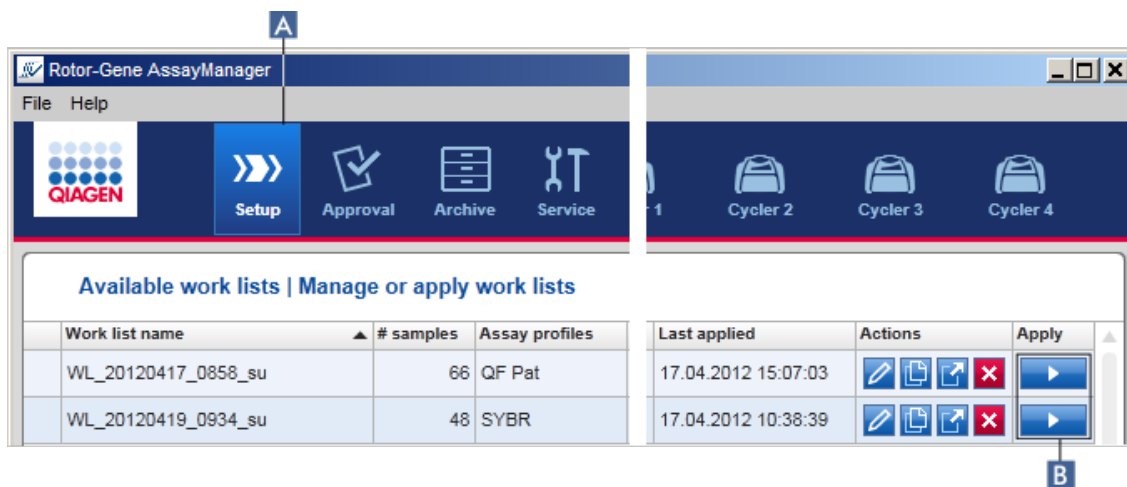 A
Rotor-Gene AssayManager
File Help
QIAGEN
Setup Approval Archive Service r 1 Cycler 2 Cycler 3 Cycler 4
Available work lists | Manage or apply work lists
Work list name # samples Assay profiles Last applied Actions Apply
WL_20120417_0858_su 66 QF Pat 17.04.2012 15:07:03
WL_20120419_0934_su 48 SYBR 17.04.2012 10:38:39
B